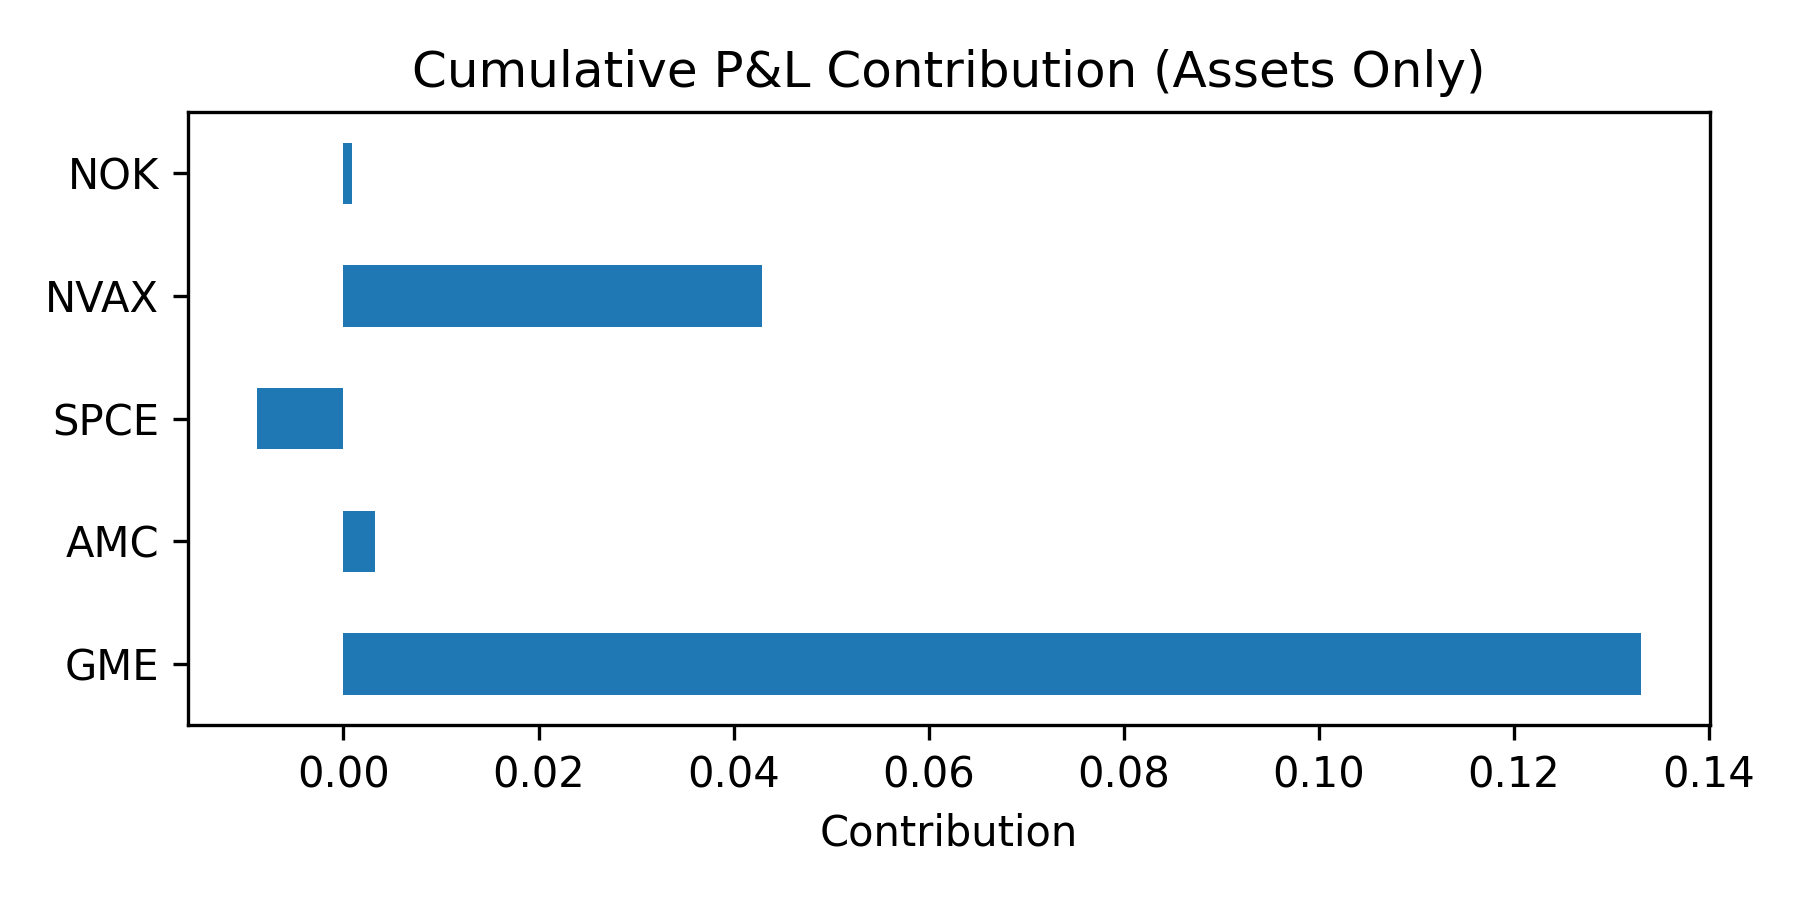 Cumulative P&L Contribution (Assets Only)
NOK
NVAX
SPCE
AMC
GME
0.00 0.02 0.04 0.06 0.08 0.10 0.12 0.14
Contribution